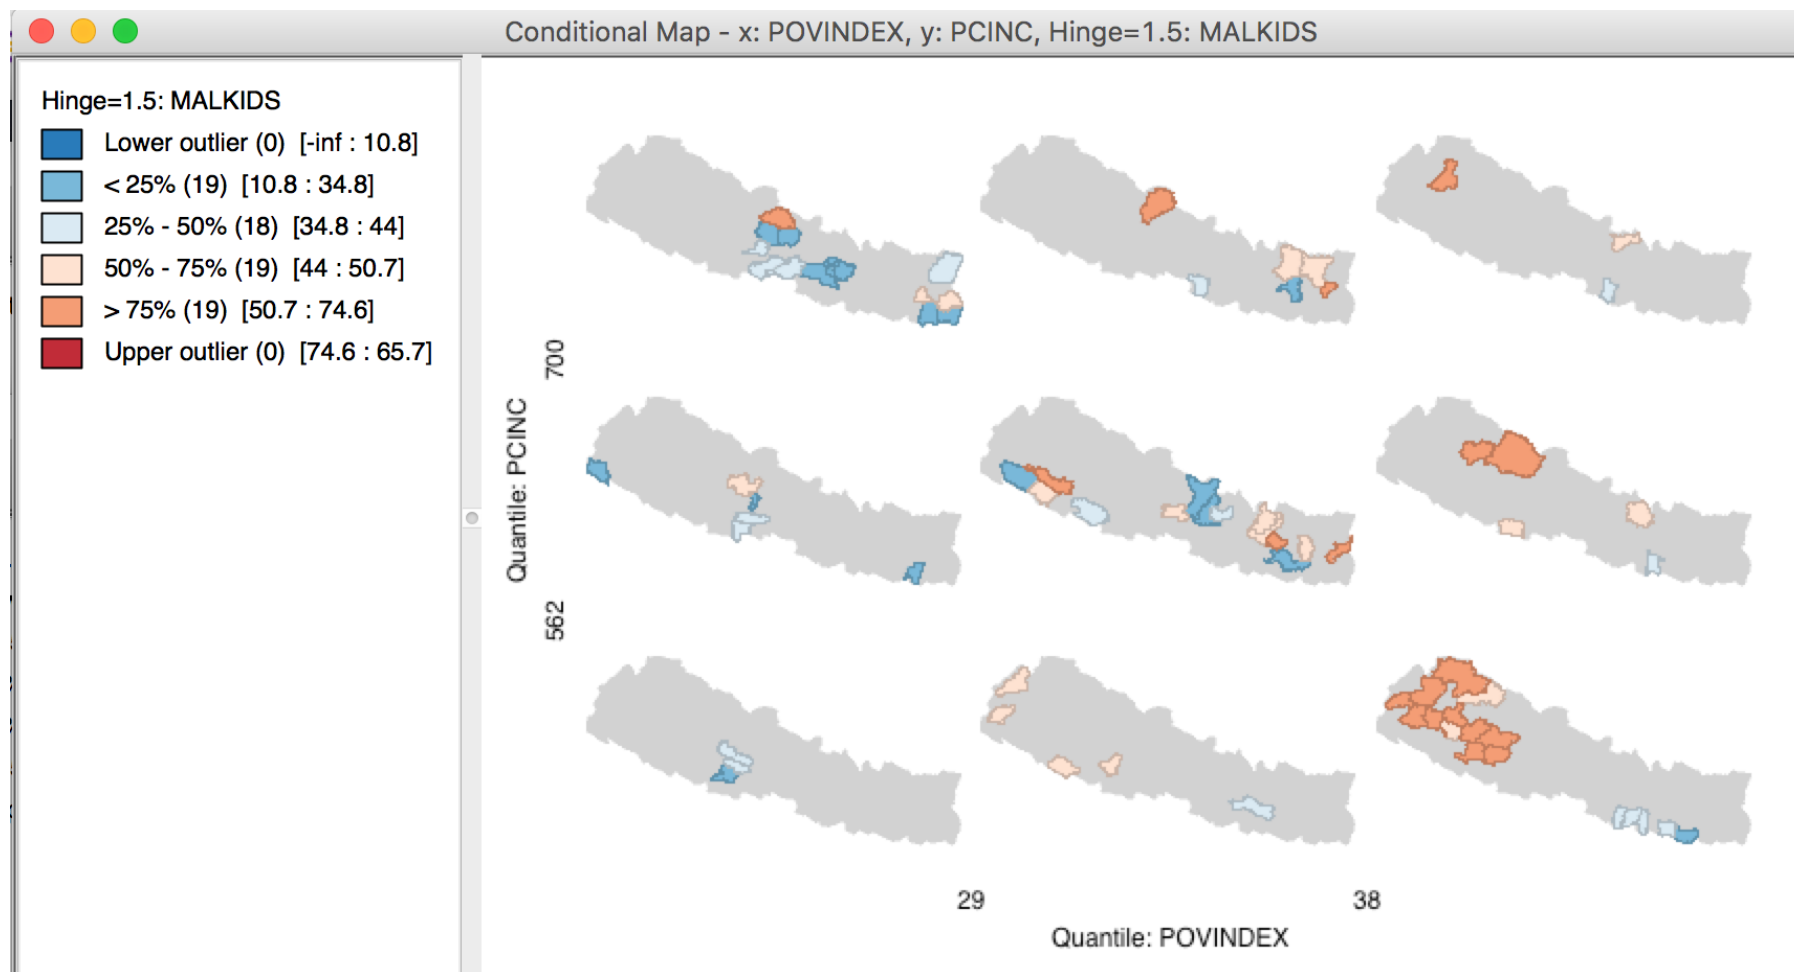 Conditional Map - x: POVINDEX, y: PCINC, Hinge=1.5: MALKIDS
Hinge=1.5: MALKIDS
Lower outlier (0) [-inf : 10.8]
< 25% (19) [10.8 : 34.8]
25% - 50% (18) [34.8 : 44]
50% - 75% (19) [44 : 50.7]
> 75% (19) [50.7 : 74.6]
Upper outlier (0) [74.6 : 65.7]
700
Quantile: PCINC
562
29
38
Quantile: POVINDEX